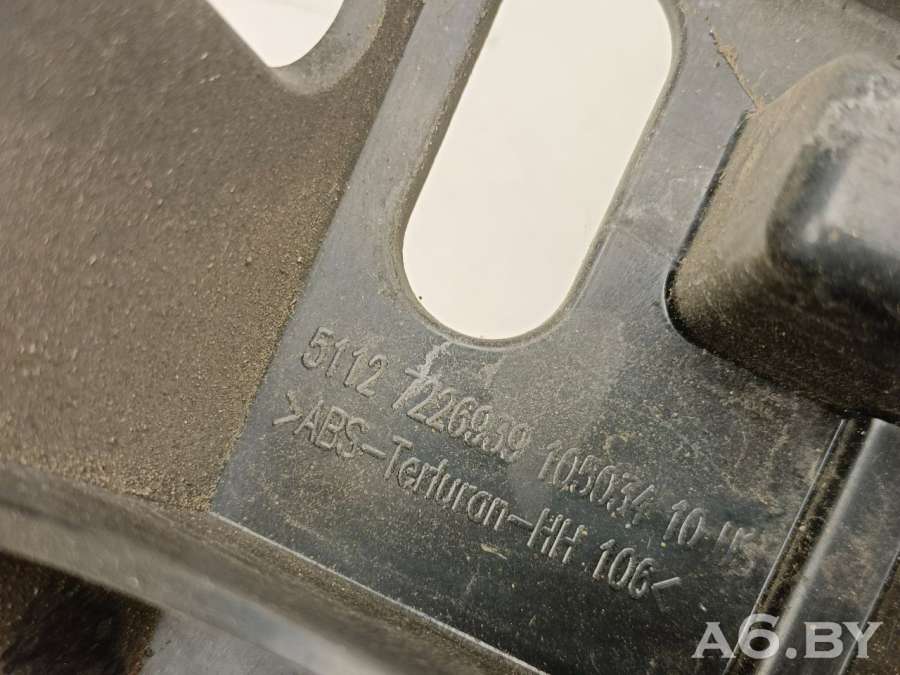 5112 7226939 105034 10
>ABS-Terluran-HH 106<
A6.BY